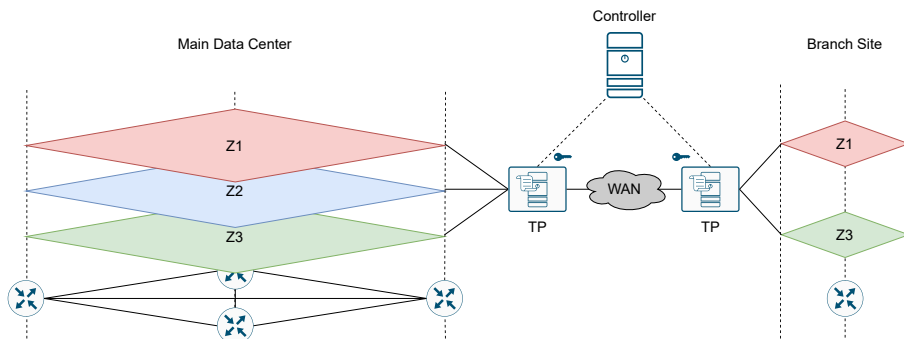 Controller
Main Data Center
Branch Site
Z1
Z1
Z2
WAN
TP
TP
Z3
Z3